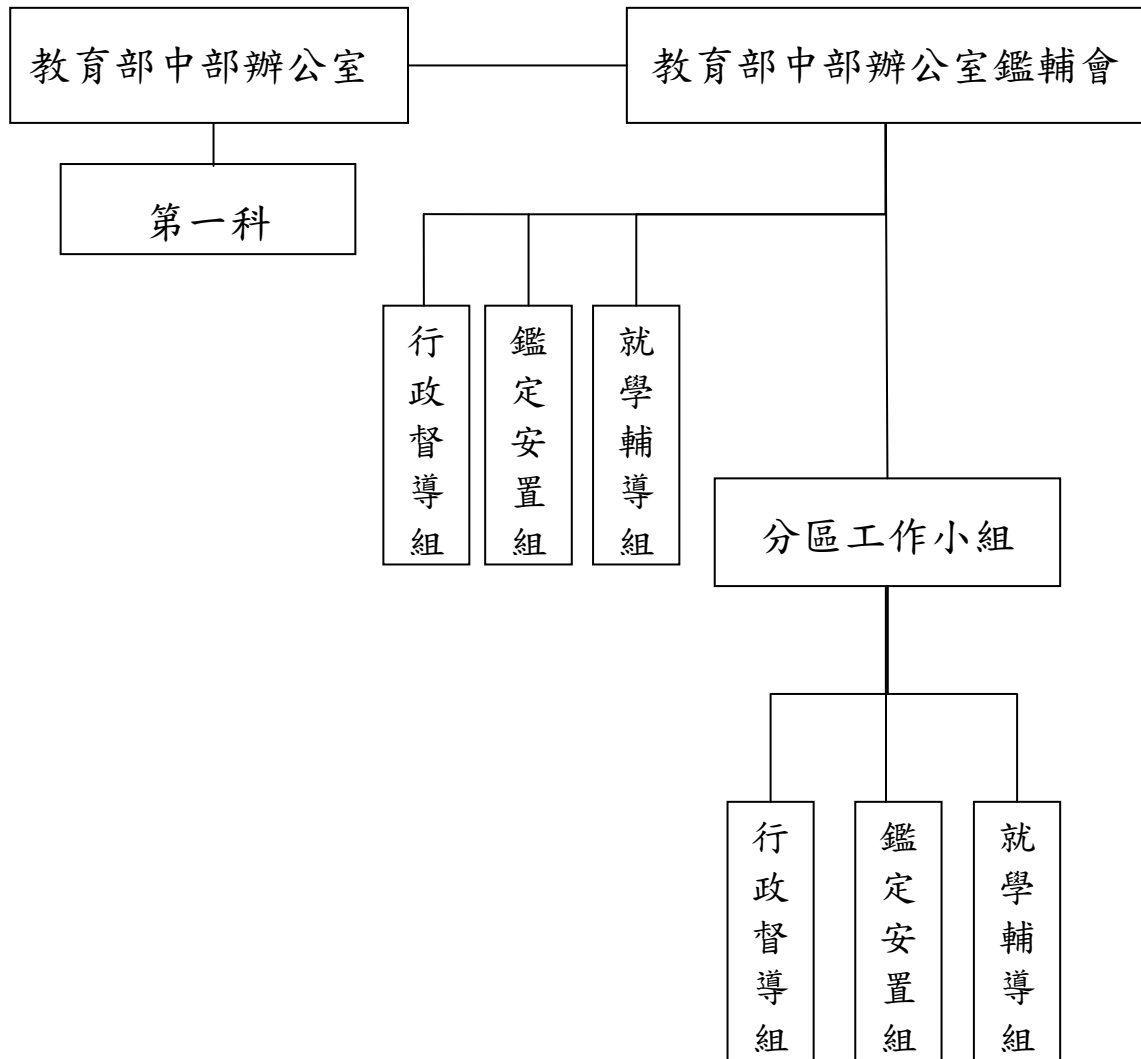 教育部中部辦公室
教育部中部辦公室鑑輔會
第一科
行政督導組
鑑定安置組
就學輔導組
分區工作小組
行政督導組
鑑定安置組
就學輔導組